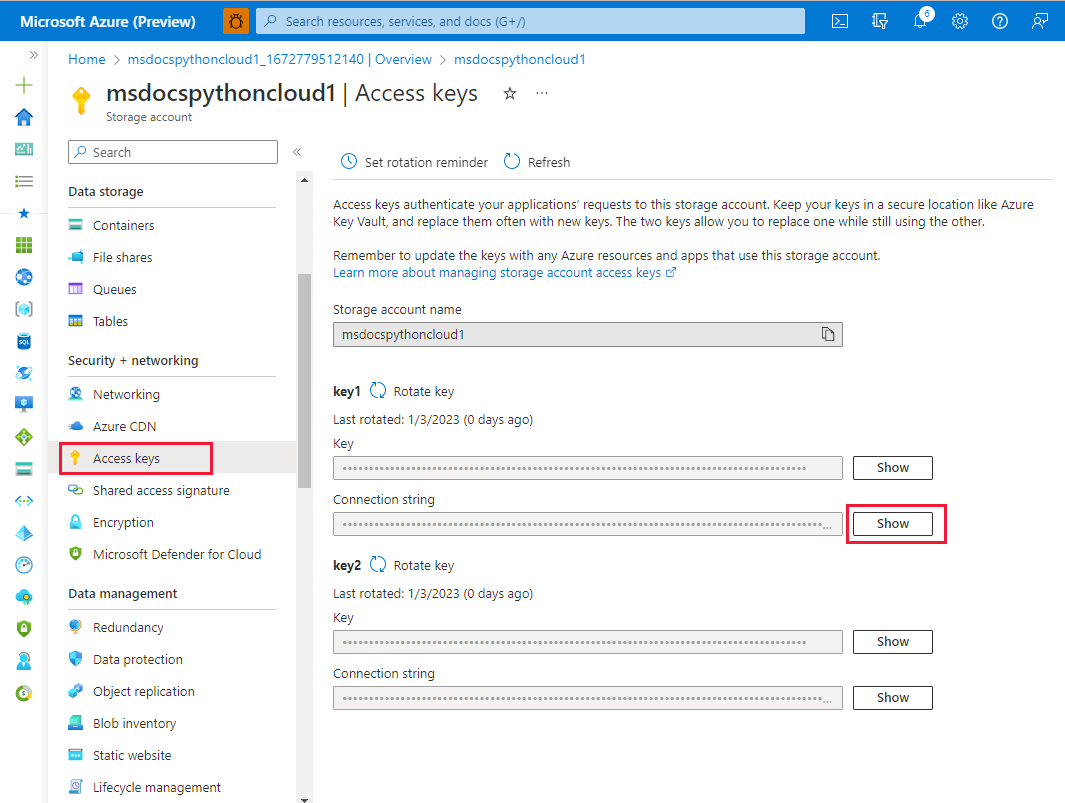 Microsoft Azure (Preview)
Search resources, services, and docs (G+/)
6
Home > msdocspythoncloud1_1672779512140 | Overview > msdocspythoncloud1
msdocspythoncloud1 | Access keys
Storage account
Search
Data storage
Containers
File shares
Queues
Tables
Security + networking
Networking
Azure CDN
Access keys
Shared access signature
Encryption
Microsoft Defender for Cloud
Data management
Redundancy
Data protection
Object replication
Blob inventory
Static website
Lifecycle management
SQL
Set rotation reminder
Refresh
Access keys authenticate your applications’ requests to this storage account. Keep your keys in a secure location like Azure
Key Vault, and replace them often with new keys. The two keys allow you to replace one while still using the other.
Remember to update the keys with any Azure resources and apps that use this storage account.
Learn more about managing storage account access keys
Storage account name
msdocspythoncloud1
key1 Rotate key
Last rotated: 1/3/2023 (0 days ago)
Key
Show
Connection string
Show
key2 Rotate key
Last rotated: 1/3/2023 (0 days ago)
Key
Show
Connection string
Show